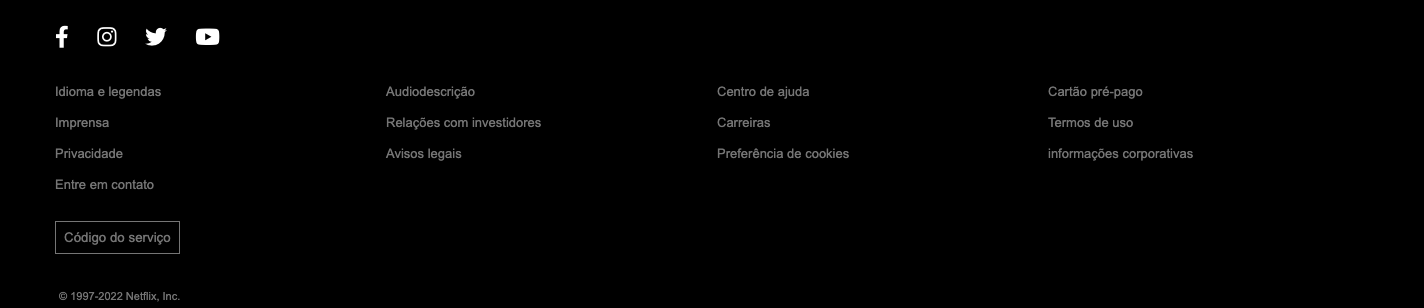 Idioma e legendas
Audiodescrição
Centro de ajuda
Cartão pré-pago
Imprensa
Relações com investidores
Carreiras
Termos de uso
Privacidade
Avisos legais
Preferência de cookies
informações corporativas
Entre em contato
Código do serviço
© 1997-2022 Netflix, Inc.